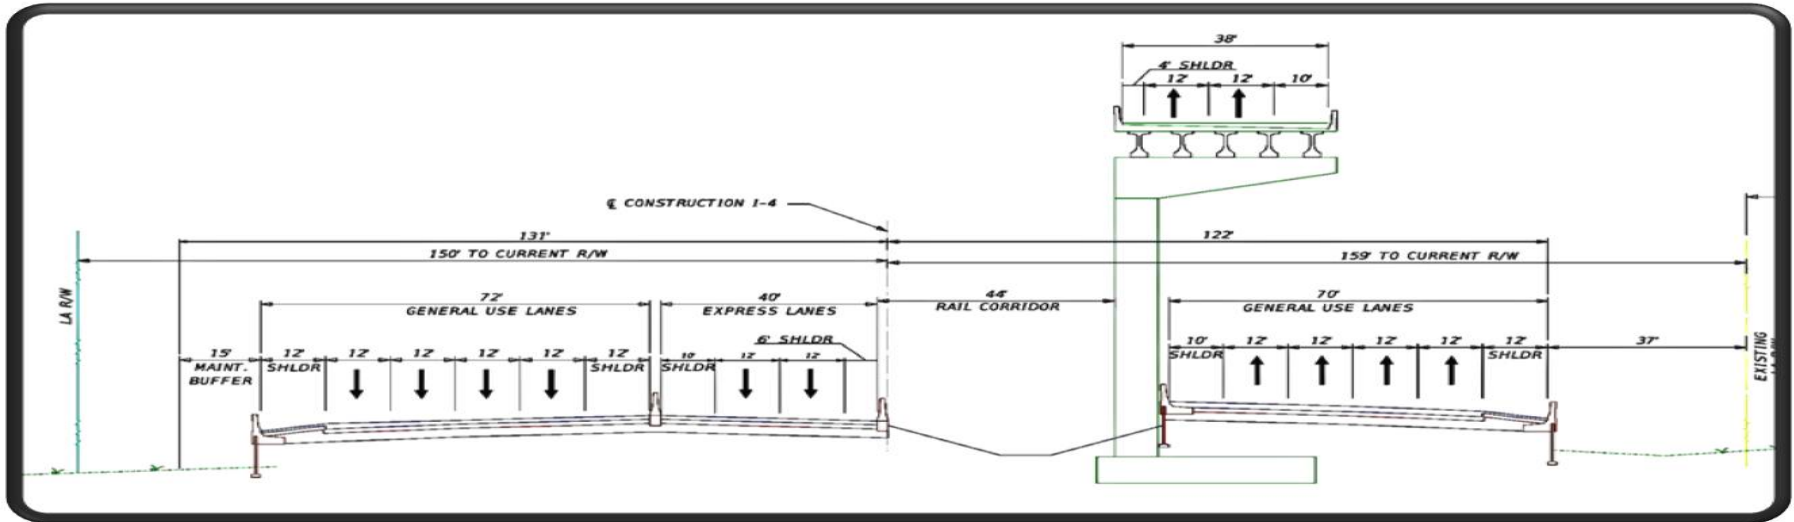 38'
4' SHLDR
12' 12' 10'
℄ CONSTRUCTION I-4
131' 122'
150' TO CURRENT R/W 159' TO CURRENT R/W
LA R/W
72' 40' 44' 70'
GENERAL USE LANES EXPRESS LANES RAIL CORRIDOR GENERAL USE LANES
6' SHLDR
15' 12' 12' 12' 12' 12' 12' 10' 12' 12' 10' 12' 12' 12' 12' 12' 37'
MAINT. SHLDR SHLDR SHLDR SHLDR SHLDR
BUFFER
EXISTING